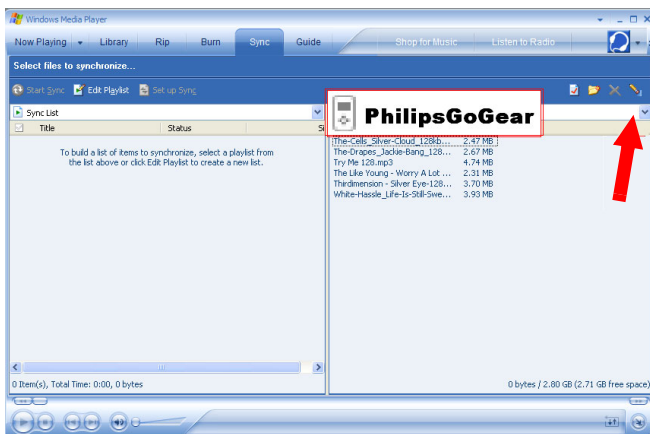 Windows Media Player
Now Playing Library Rip Burn Sync Guide Shop for Music Listen to Radio
Select files to synchronize...
Start Sync Edit Playlist Set up Sync
Sync List
PhilipsGoGear
Title Status Si
To build a list of items to synchronize, select a playlist from
the list above or click Edit Playlist to create a new list.
The-Cells_Silver-Cloud_128kb... 2.47 MB
The-Drapes_Jackie-Bang_128... 2.67 MB
Try Me 128.mp3 4.74 MB
The Like Young - Worry A Lot ... 2.31 MB
Thirdimension - Silver Eye-128... 3.70 MB
White-Hassle_Life-Is-Still-Swe... 3.93 MB
0 Item(s), Total Time: 0:00, 0 bytes
0 bytes / 2.80 GB (2.71 GB free space)